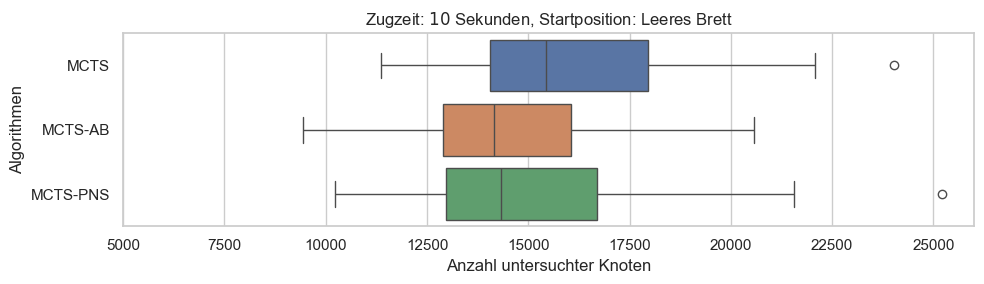 Zugzeit: 10 Sekunden, Startposition: Leeres Brett
Algorithmen
MCTS
MCTS-AB
MCTS-PNS
5000 7500 10000 12500 15000 17500 20000 22500 25000
Anzahl untersuchter Knoten